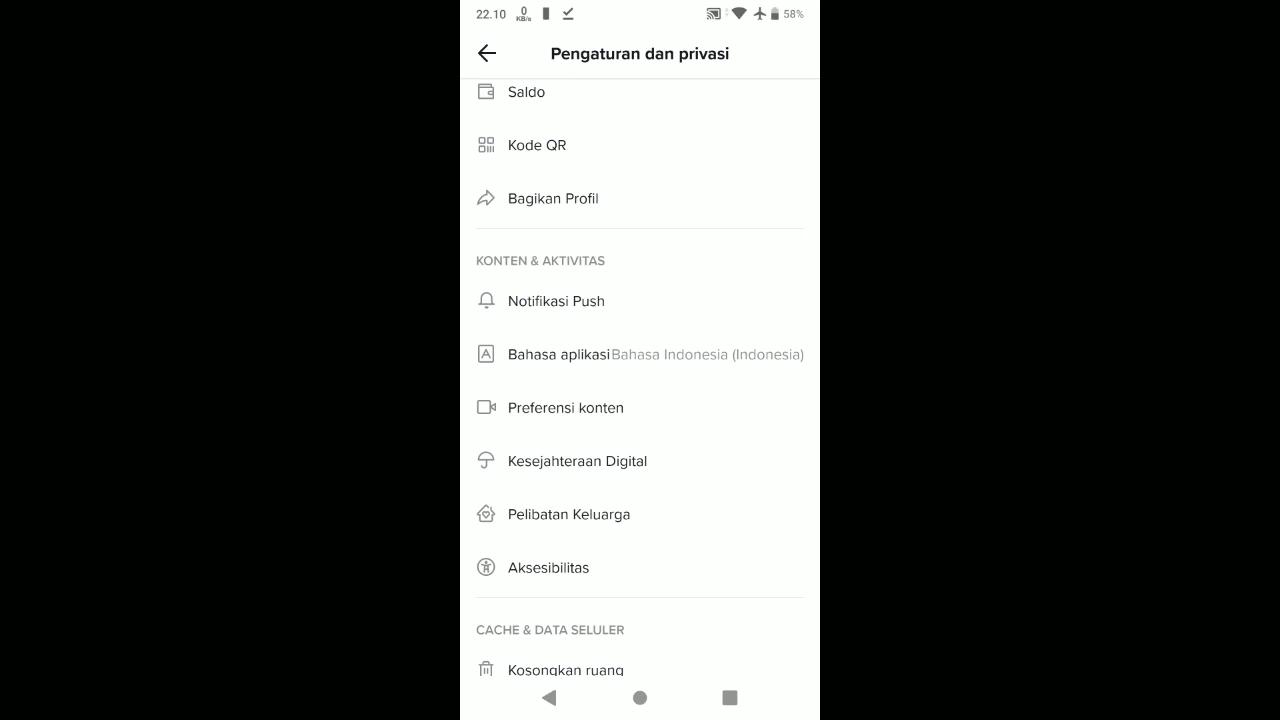 22.10 0 KB/s 58%
Pengaturan dan privasi
Saldo
Kode QR
Bagikan Profil
KONTEN & AKTIVITAS
Notifikasi Push
Bahasa aplikasi Bahasa Indonesia (Indonesia)
Preferensi konten
Kesejahteraan Digital
Pelibatan Keluarga
Aksesibilitas
CACHE & DATA SELULER
Kosongkan ruang